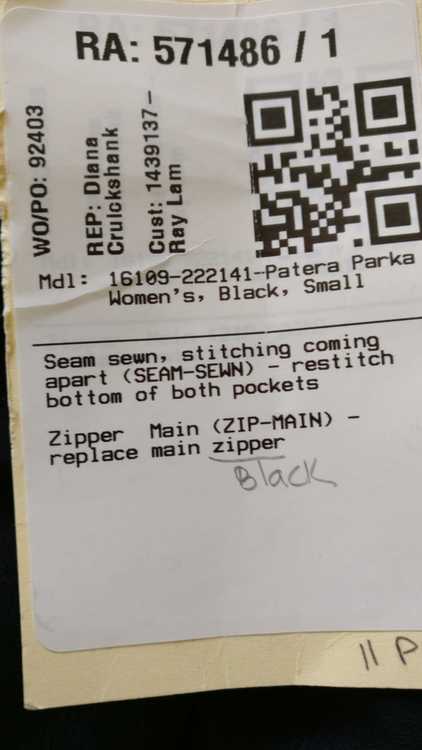 RA: 571486 / 1
WO/PO: 92403
REP: Diana
Cruickshank
Cust: 1439137-
Ray Lam
Mdl: 16109-222141-Patera Parka
Women's, Black, Small
Seam sewn, stitching coming
apart (SEAM-SEWN) - restitch
bottom of both pockets
Zipper Main (ZIP-MAIN) -
replace main zipper
Black
11 P